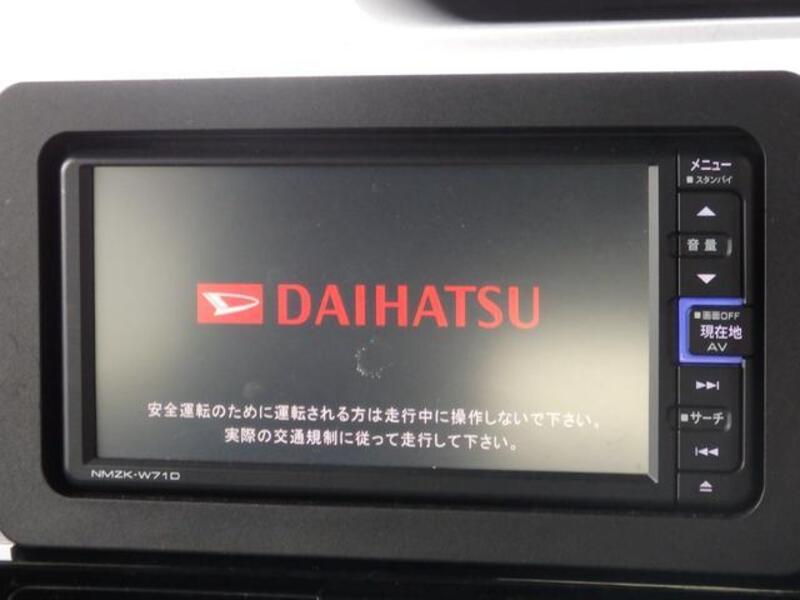 DAIHATSU
安全運転のために運転される方は走行中に操作しないで下さい。
実際の交通規制に従って走行して下さい。
NMZK-W71D
メニュー
スタンバイ
音量
画面OFF
現在地
AV
サーチ